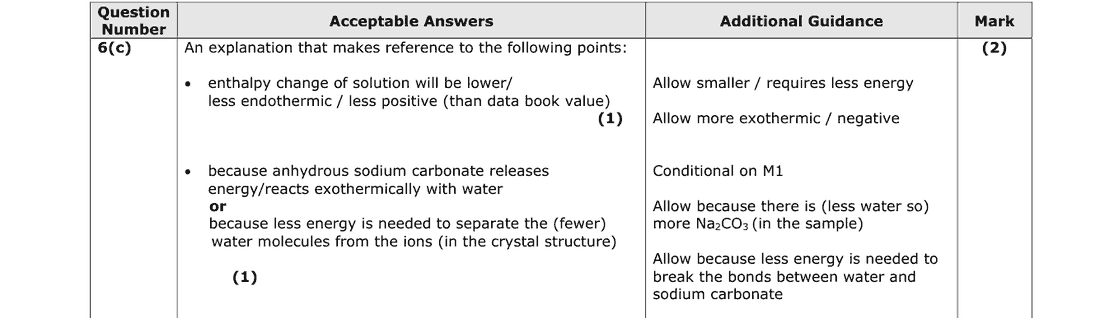 Question
Number
Acceptable Answers
Additional Guidance
Mark
6(c)
An explanation that makes reference to the following points:
(2)
• enthalpy change of solution will be lower/
less endothermic / less positive (than data book value)
(1)
Allow smaller / requires less energy
Allow more exothermic / negative
• because anhydrous sodium carbonate releases
energy/reacts exothermically with water
or
because less energy is needed to separate the (fewer)
water molecules from the ions (in the crystal structure)
(1)
Conditional on M1
Allow because there is (less water so)
more Na₂CO₃ (in the sample)
Allow because less energy is needed to
break the bonds between water and
sodium carbonate